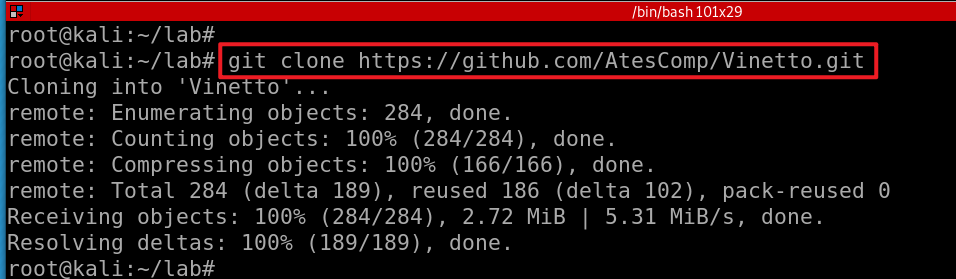 /bin/bash 101x29
root@kali:~/lab#
root@kali:~/lab# git clone https://github.com/AtesComp/Vinetto.git
Cloning into 'Vinetto'...
remote: Enumerating objects: 284, done.
remote: Counting objects: 100% (284/284), done.
remote: Compressing objects: 100% (166/166), done.
remote: Total 284 (delta 189), reused 186 (delta 102), pack-reused 0
Receiving objects: 100% (284/284), 2.72 MiB | 5.31 MiB/s, done.
Resolving deltas: 100% (189/189), done.
root@kali:~/lab#